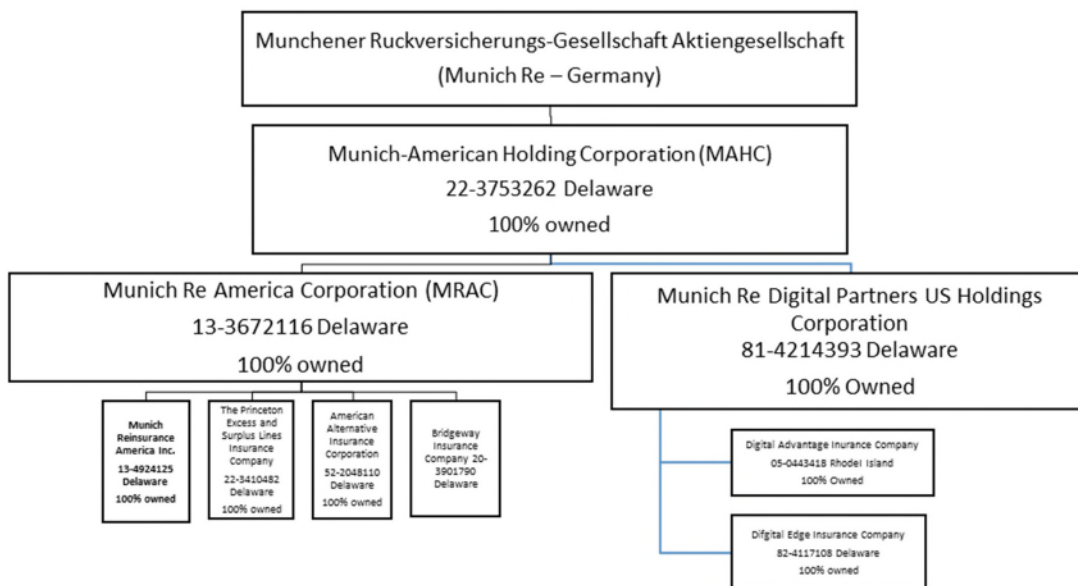 Munchener Ruckversicherungs-Gesellschaft Aktiengesellschaft
(Munich Re – Germany)
Munich-American Holding Corporation (MAHC)
22-3753262 Delaware
100% owned
Munich Re America Corporation (MRAC)
13-3672116 Delaware
100% owned
Munich Re Digital Partners US Holdings
Corporation
81-4214393 Delaware
100% Owned
Munich
Reinsurance
America Inc.
13-4924125
Delaware
100% owned
The Princeton
Excess and
Surplus Lines
Insurance
Company
22-3410482
Delaware
100% owned
American
Alternative
Insurance
Corporation
52-2048110
Delaware
100% owned
Bridgeway
Insurance
Company 20-
3901790
Delaware
Digital Advantage Inurance Company
05-0443418 Rhodel Island
100% Owned
Difgital Edge Insurance Company
82-4117108 Delaware
100% owned